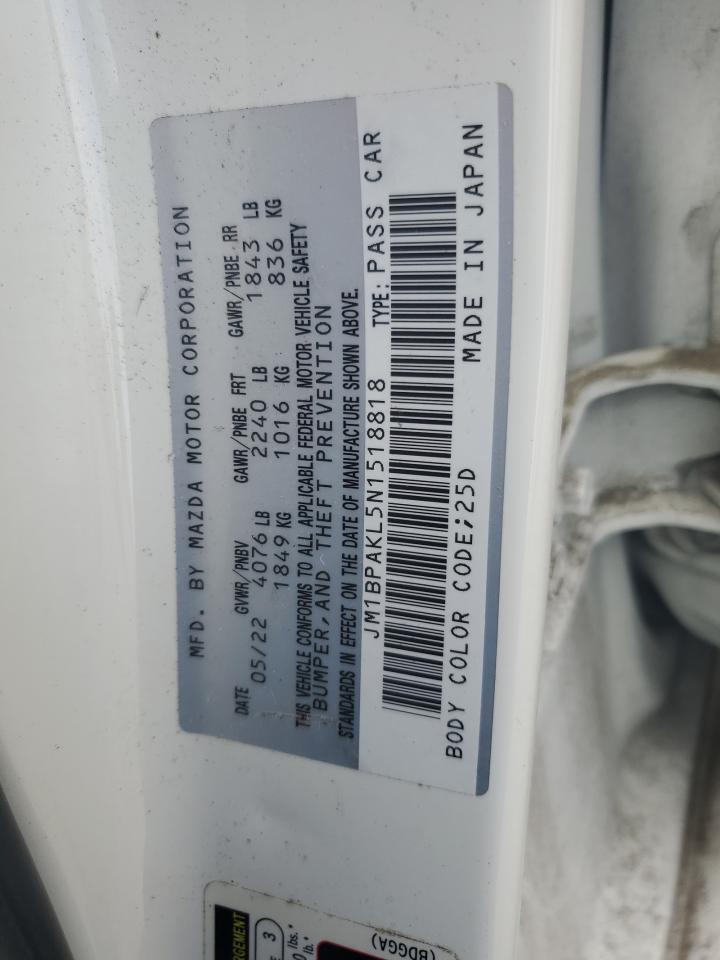 MFD. BY MAZDA MOTOR CORPORATION
DATE GVWR/PNBV GAWR/PNBE FRT GAWR/PNBE RR
05/22 4076 LB 2240 LB 1843 LB
1849 KG 1016 KG 836 KG
THIS VEHICLE CONFORMS TO ALL APPLICABLE FEDERAL MOTOR VEHICLE SAFETY
BUMPER, AND THEFT PREVENTION
STANDARDS IN EFFECT ON THE DATE OF MANUFACTURE SHOWN ABOVE.
JM1BPAKL5N1518818 TYPE: PASS CAR
BODY COLOR CODE;25D MADE IN JAPAN
3
lbs.*
lb.*
(BDGGA)